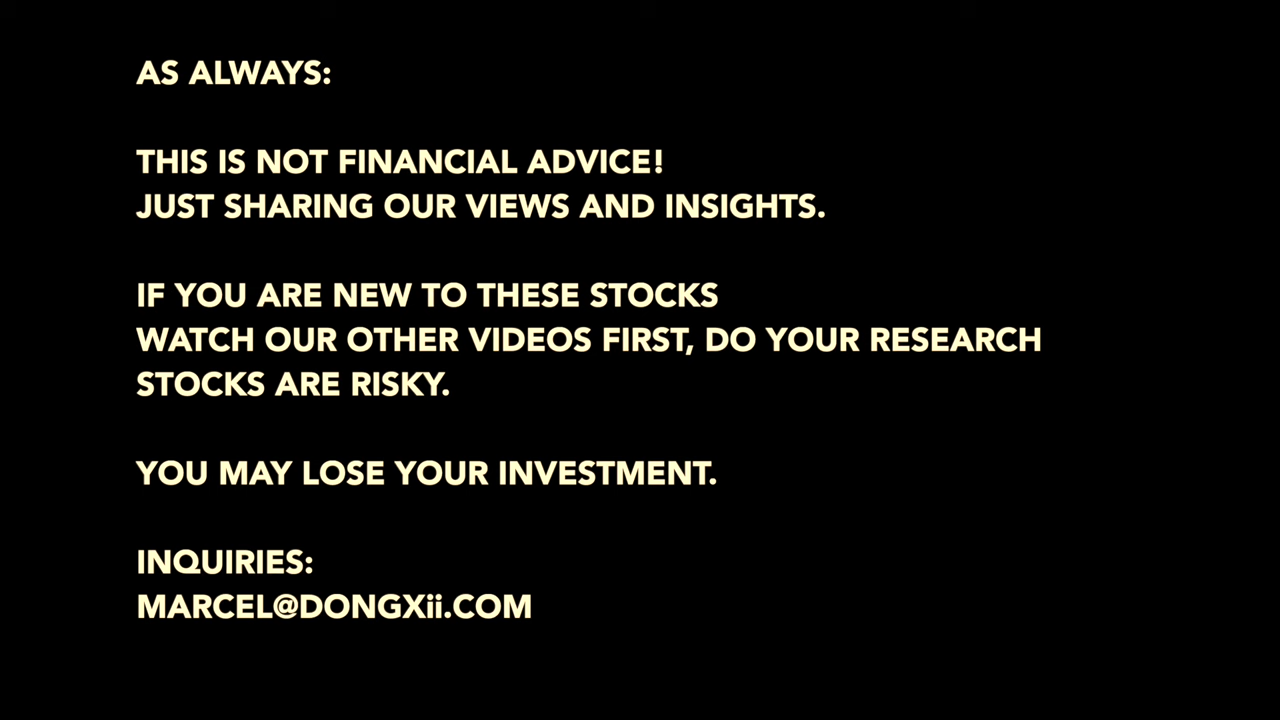 AS ALWAYS:
THIS IS NOT FINANCIAL ADVICE!
JUST SHARING OUR VIEWS AND INSIGHTS.
IF YOU ARE NEW TO THESE STOCKS
WATCH OUR OTHER VIDEOS FIRST, DO YOUR RESEARCH
STOCKS ARE RISKY.
YOU MAY LOSE YOUR INVESTMENT.
INQUIRIES:
MARCEL@DONGXii.COM